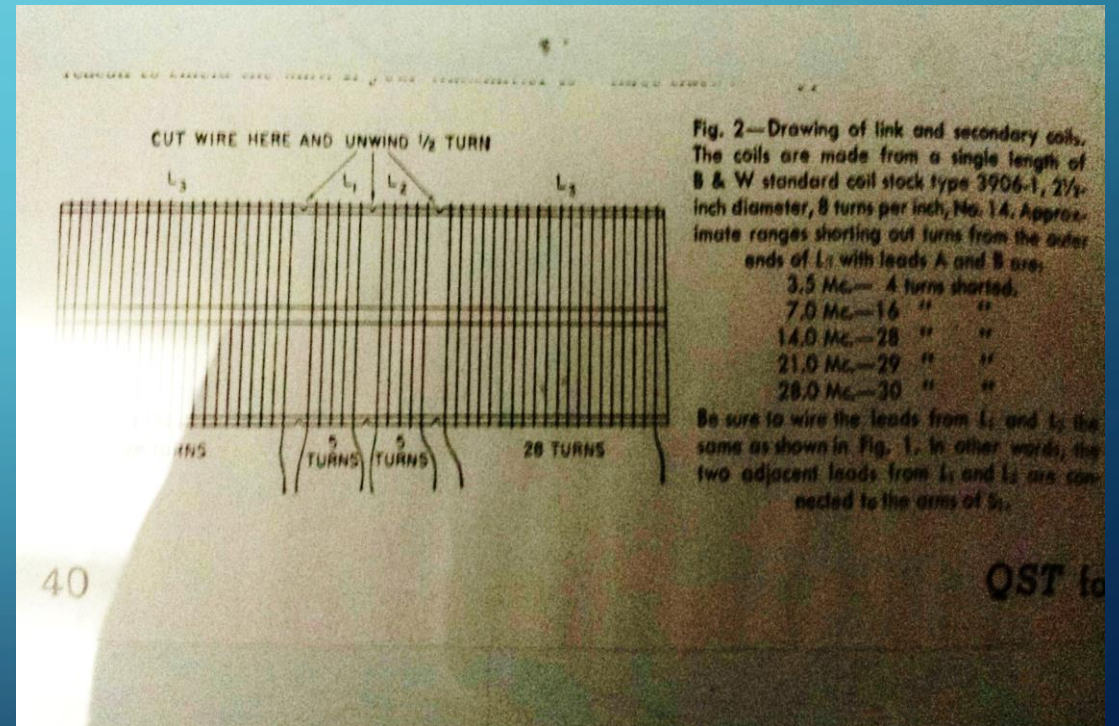 CUT WIRE HERE AND UNWIND 1/2 TURN
L3 L1 L2 L3
5 TURNS
5 TURNS
28 TURNS
Fig. 2—Drawing of link and secondary coils.
The coils are made from a single length of
B & W standard coil stock type 3906-1, 2½-
inch diameter, 8 turns per inch, No. 14. Approx-
imate ranges shorting out turns from the outer
ends of with leads A and B are:
3.5 Mc.— 4 turns shorted.
7.0 Mc.—16 " "
14.0 Mc.—28 " "
21.0 Mc.—29 " "
28.0 Mc.—30 " "
Be sure to wire the leads from L1 and L2 the
same as shown in Fig. 1. In other words, the
two adjacent leads from L1 and L2 are con-
nected to the arms of
40
QST